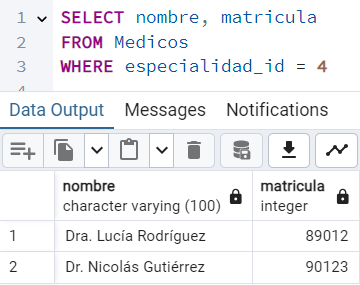 1 SELECT nombre, matricula
2 FROM Medicos
3 WHERE especialidad_id = 4
Data Output Messages Notifications
nombre matricula
character varying (100) integer
1 Dra. Lucía Rodríguez 89012
2 Dr. Nicolás Gutiérrez 90123